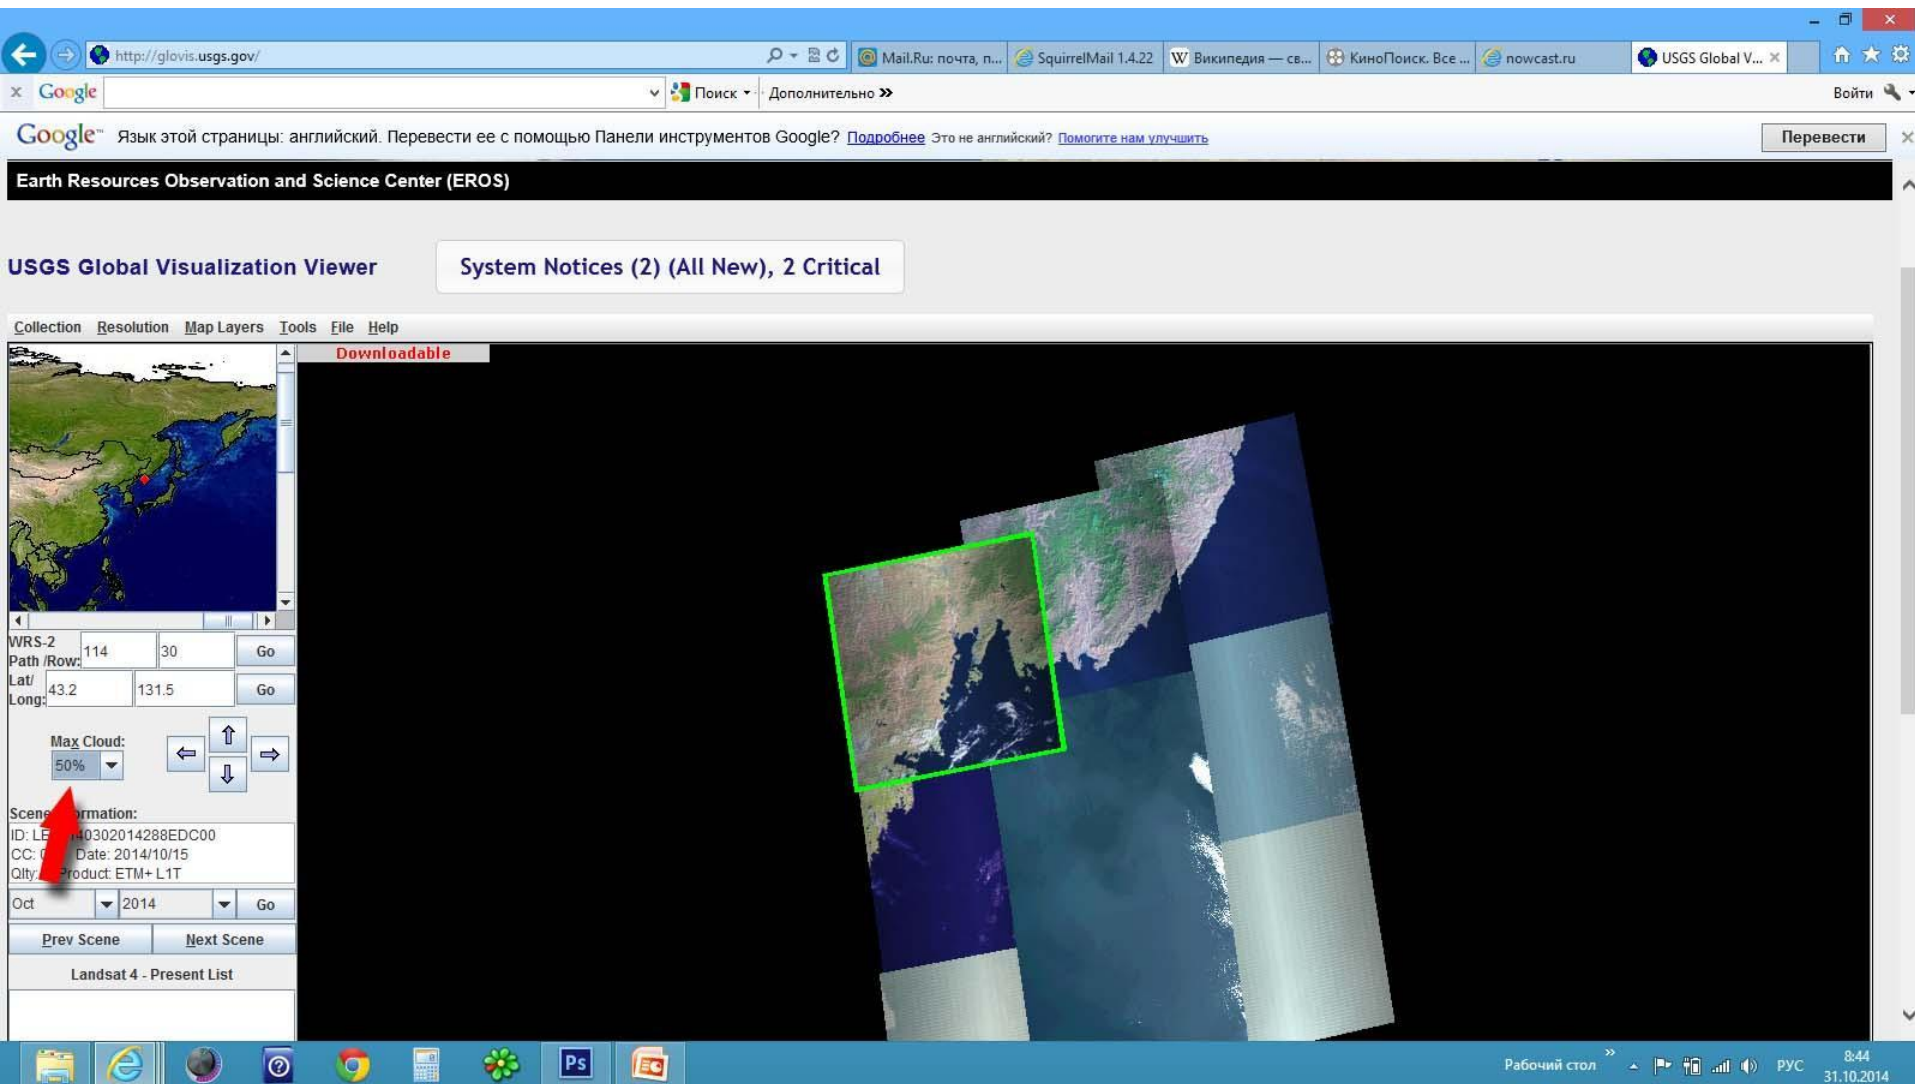 http://glovis.usgs.gov/
Mail.Ru: почта, п...
SquirrelMail 1.4.22
W Википедия — св...
КиноПоиск. Все ...
nowcast.ru
USGS Global V...
Google
Поиск
Дополнительно
Войти
Google™ Язык этой страницы: английский. Перевести ее с помощью Панели инструментов Google? Подробнее Это не английский? Помогите нам улучшить
Перевести
Earth Resources Observation and Science Center (EROS)
USGS Global Visualization Viewer
System Notices (2) (All New), 2 Critical
Collection Resolution Map Layers Tools File Help
Downloadable
WRS-2
Path /Row: 114 30 Go
Lat/
Long: 43.2 131.5 Go
Max Cloud:
50%
Scene
ID: 40302014288EDC00
CC: Date: 2014/10/15
Qlty: Product: ETM+ L1T
Oct 2014 Go
Prev Scene Next Scene
Landsat 4 - Present List
Ps
Рабочий стол
РУС
8:44
31.10.2014